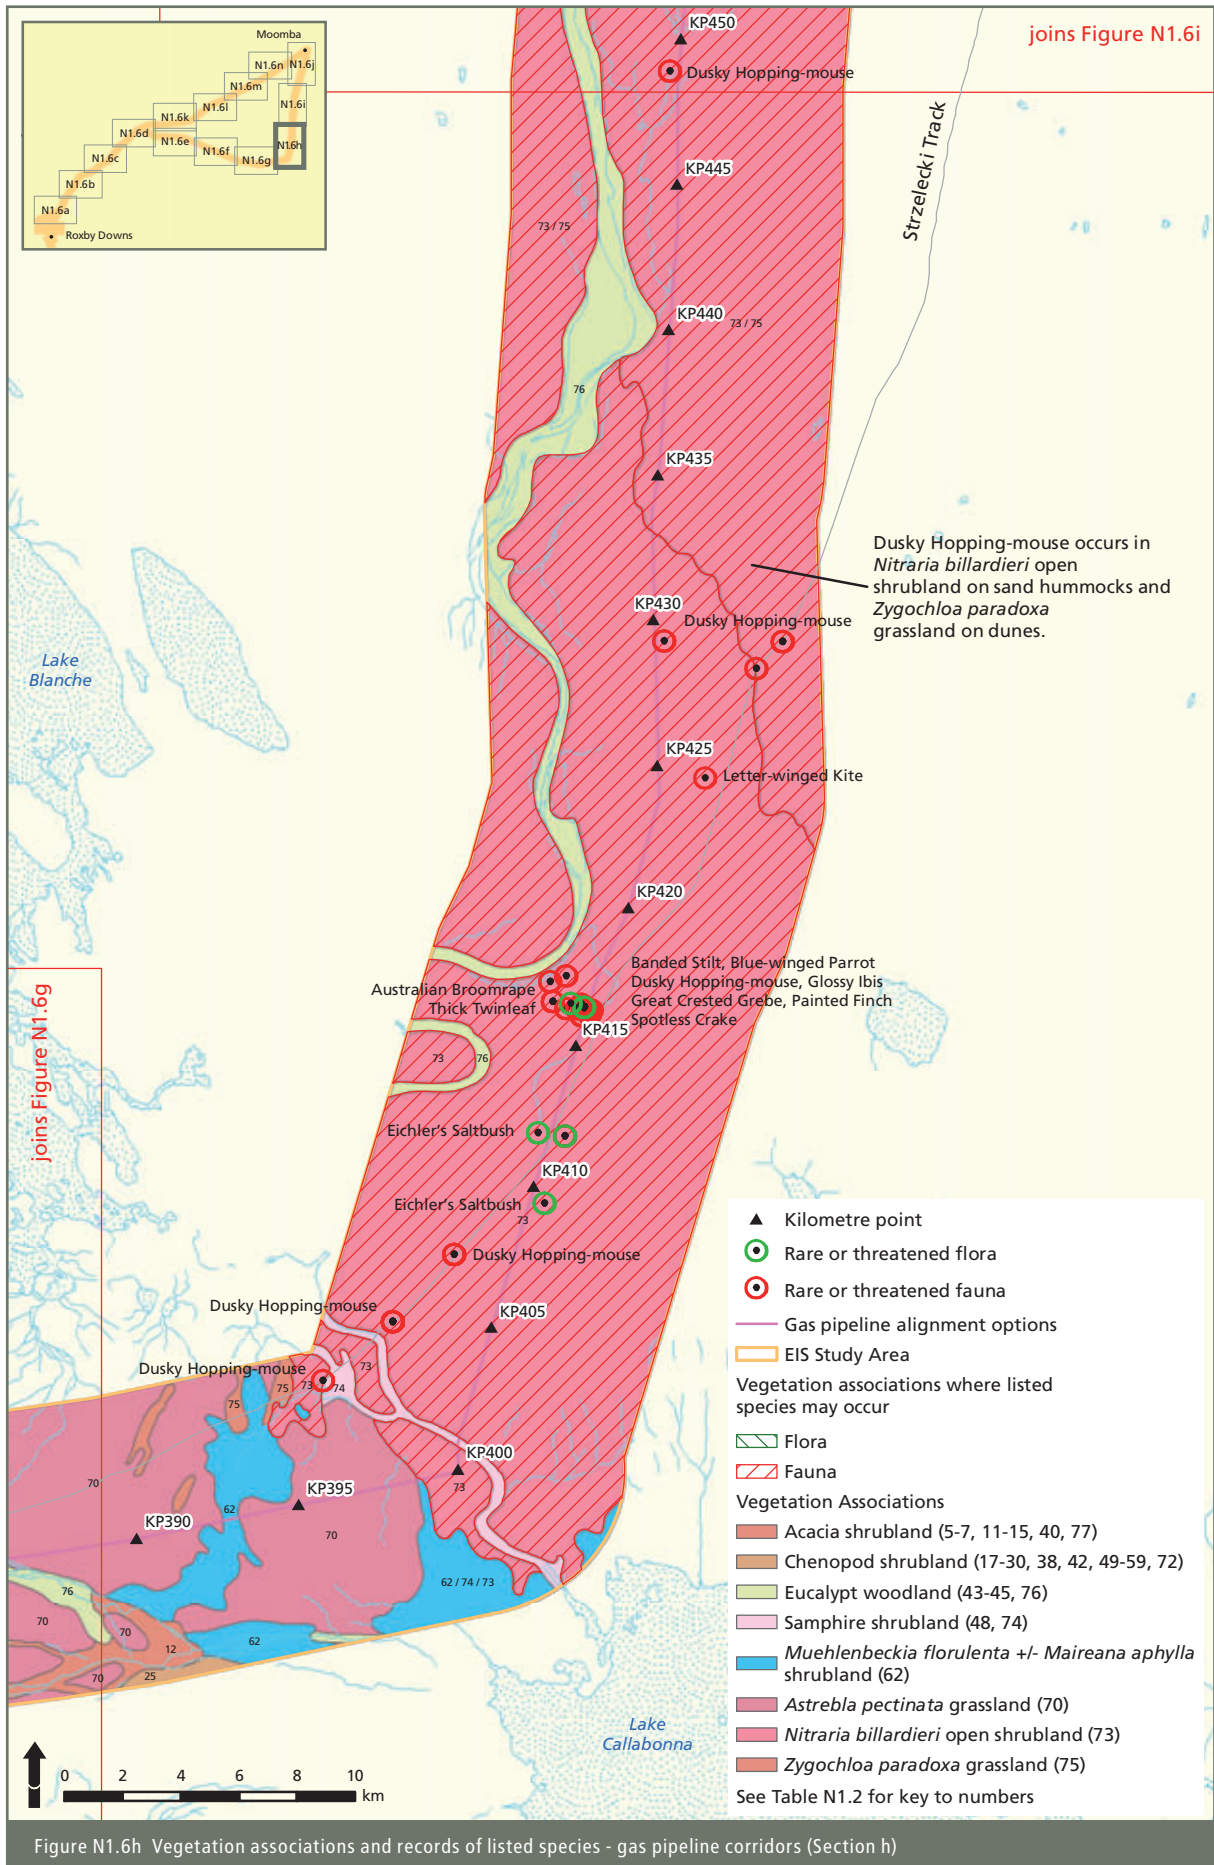 joins Figure N1.6i
Moomba
N1.6n
N1.6j
N1.6m
N1.6l
N1.6i
N1.6k
N1.6d
N1.6e
N1.6f
N1.6h
N1.6g
N1.6c
N1.6b
N1.6a
Roxby Downs
KP450
Dusky Hopping-mouse
Strzelecki Track
KP445
73 / 75
KP440
73 / 75
76
KP435
Dusky Hopping-mouse occurs in
Nitraria billardieri open
shrubland on sand hummocks and
Zygochloa paradoxa
grassland on dunes.
KP430
Dusky Hopping-mouse
Lake
Blanche
KP425
Letter-winged Kite
KP420
Banded Stilt, Blue-winged Parrot
Dusky Hopping-mouse, Glossy Ibis
Great Crested Grebe, Painted Finch
Spotless Crake
Australian Broomrape
Thick Twinleaf
KP415
73
76
joins Figure N1.6g
Eichler's Saltbush
KP410
Eichler's Saltbush
73
Dusky Hopping-mouse
Dusky Hopping-mouse
KP405
Dusky Hopping-mouse
73
75
73
74
75
KP400
73
70
KP395
62
KP390
70
76
62 / 74 / 73
70
70
12
62
70
25
Lake
Callabonna
Kilometre point
Rare or threatened flora
Rare or threatened fauna
Gas pipeline alignment options
EIS Study Area
Vegetation associations where listed
species may occur
Flora
Fauna
Vegetation Associations
Acacia shrubland (5-7, 11-15, 40, 77)
Chenopod shrubland (17-30, 38, 42, 49-59, 72)
Eucalypt woodland (43-45, 76)
Samphire shrubland (48, 74)
Muehlenbeckia florulenta +/- Maireana aphylla
shrubland (62)
Astrebla pectinata grassland (70)
Nitraria billardieri open shrubland (73)
Zygochloa paradoxa grassland (75)
See Table N1.2 for key to numbers
0 2 4 6 8 10
km
Figure N1.6h Vegetation associations and records of listed species - gas pipeline corridors (Section h)